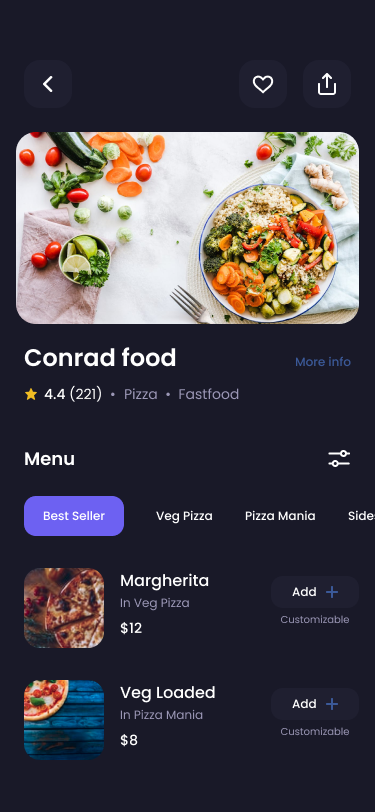 Conrad food
More info
4.4 (221) • Pizza • Fastfood
Menu
Best Seller
Veg Pizza
Pizza Mania
Sides
Margherita
In Veg Pizza
$12
Add +
Customizable
Veg Loaded
In Pizza Mania
$8
Add +
Customizable